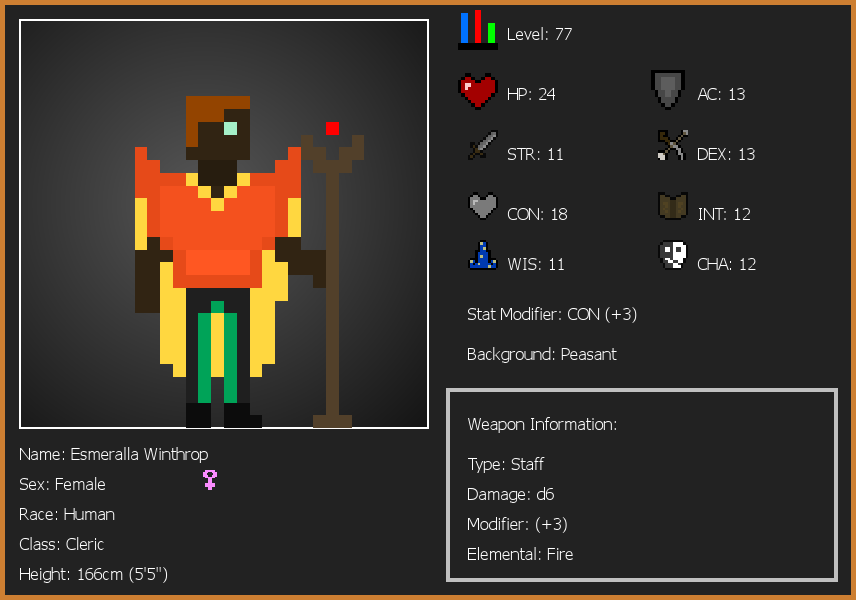 Level: 77
HP: 24
AC: 13
STR: 11
DEX: 13
CON: 18
INT: 12
WIS: 11
CHA: 12
Stat Modifier: CON (+3)
Background: Peasant
Weapon Information:
Type: Staff
Damage: d6
Modifier: (+3)
Elemental: Fire
Name: Esmeralla Winthrop
Sex: Female
Race: Human
Class: Cleric
Height: 166cm (5'5")